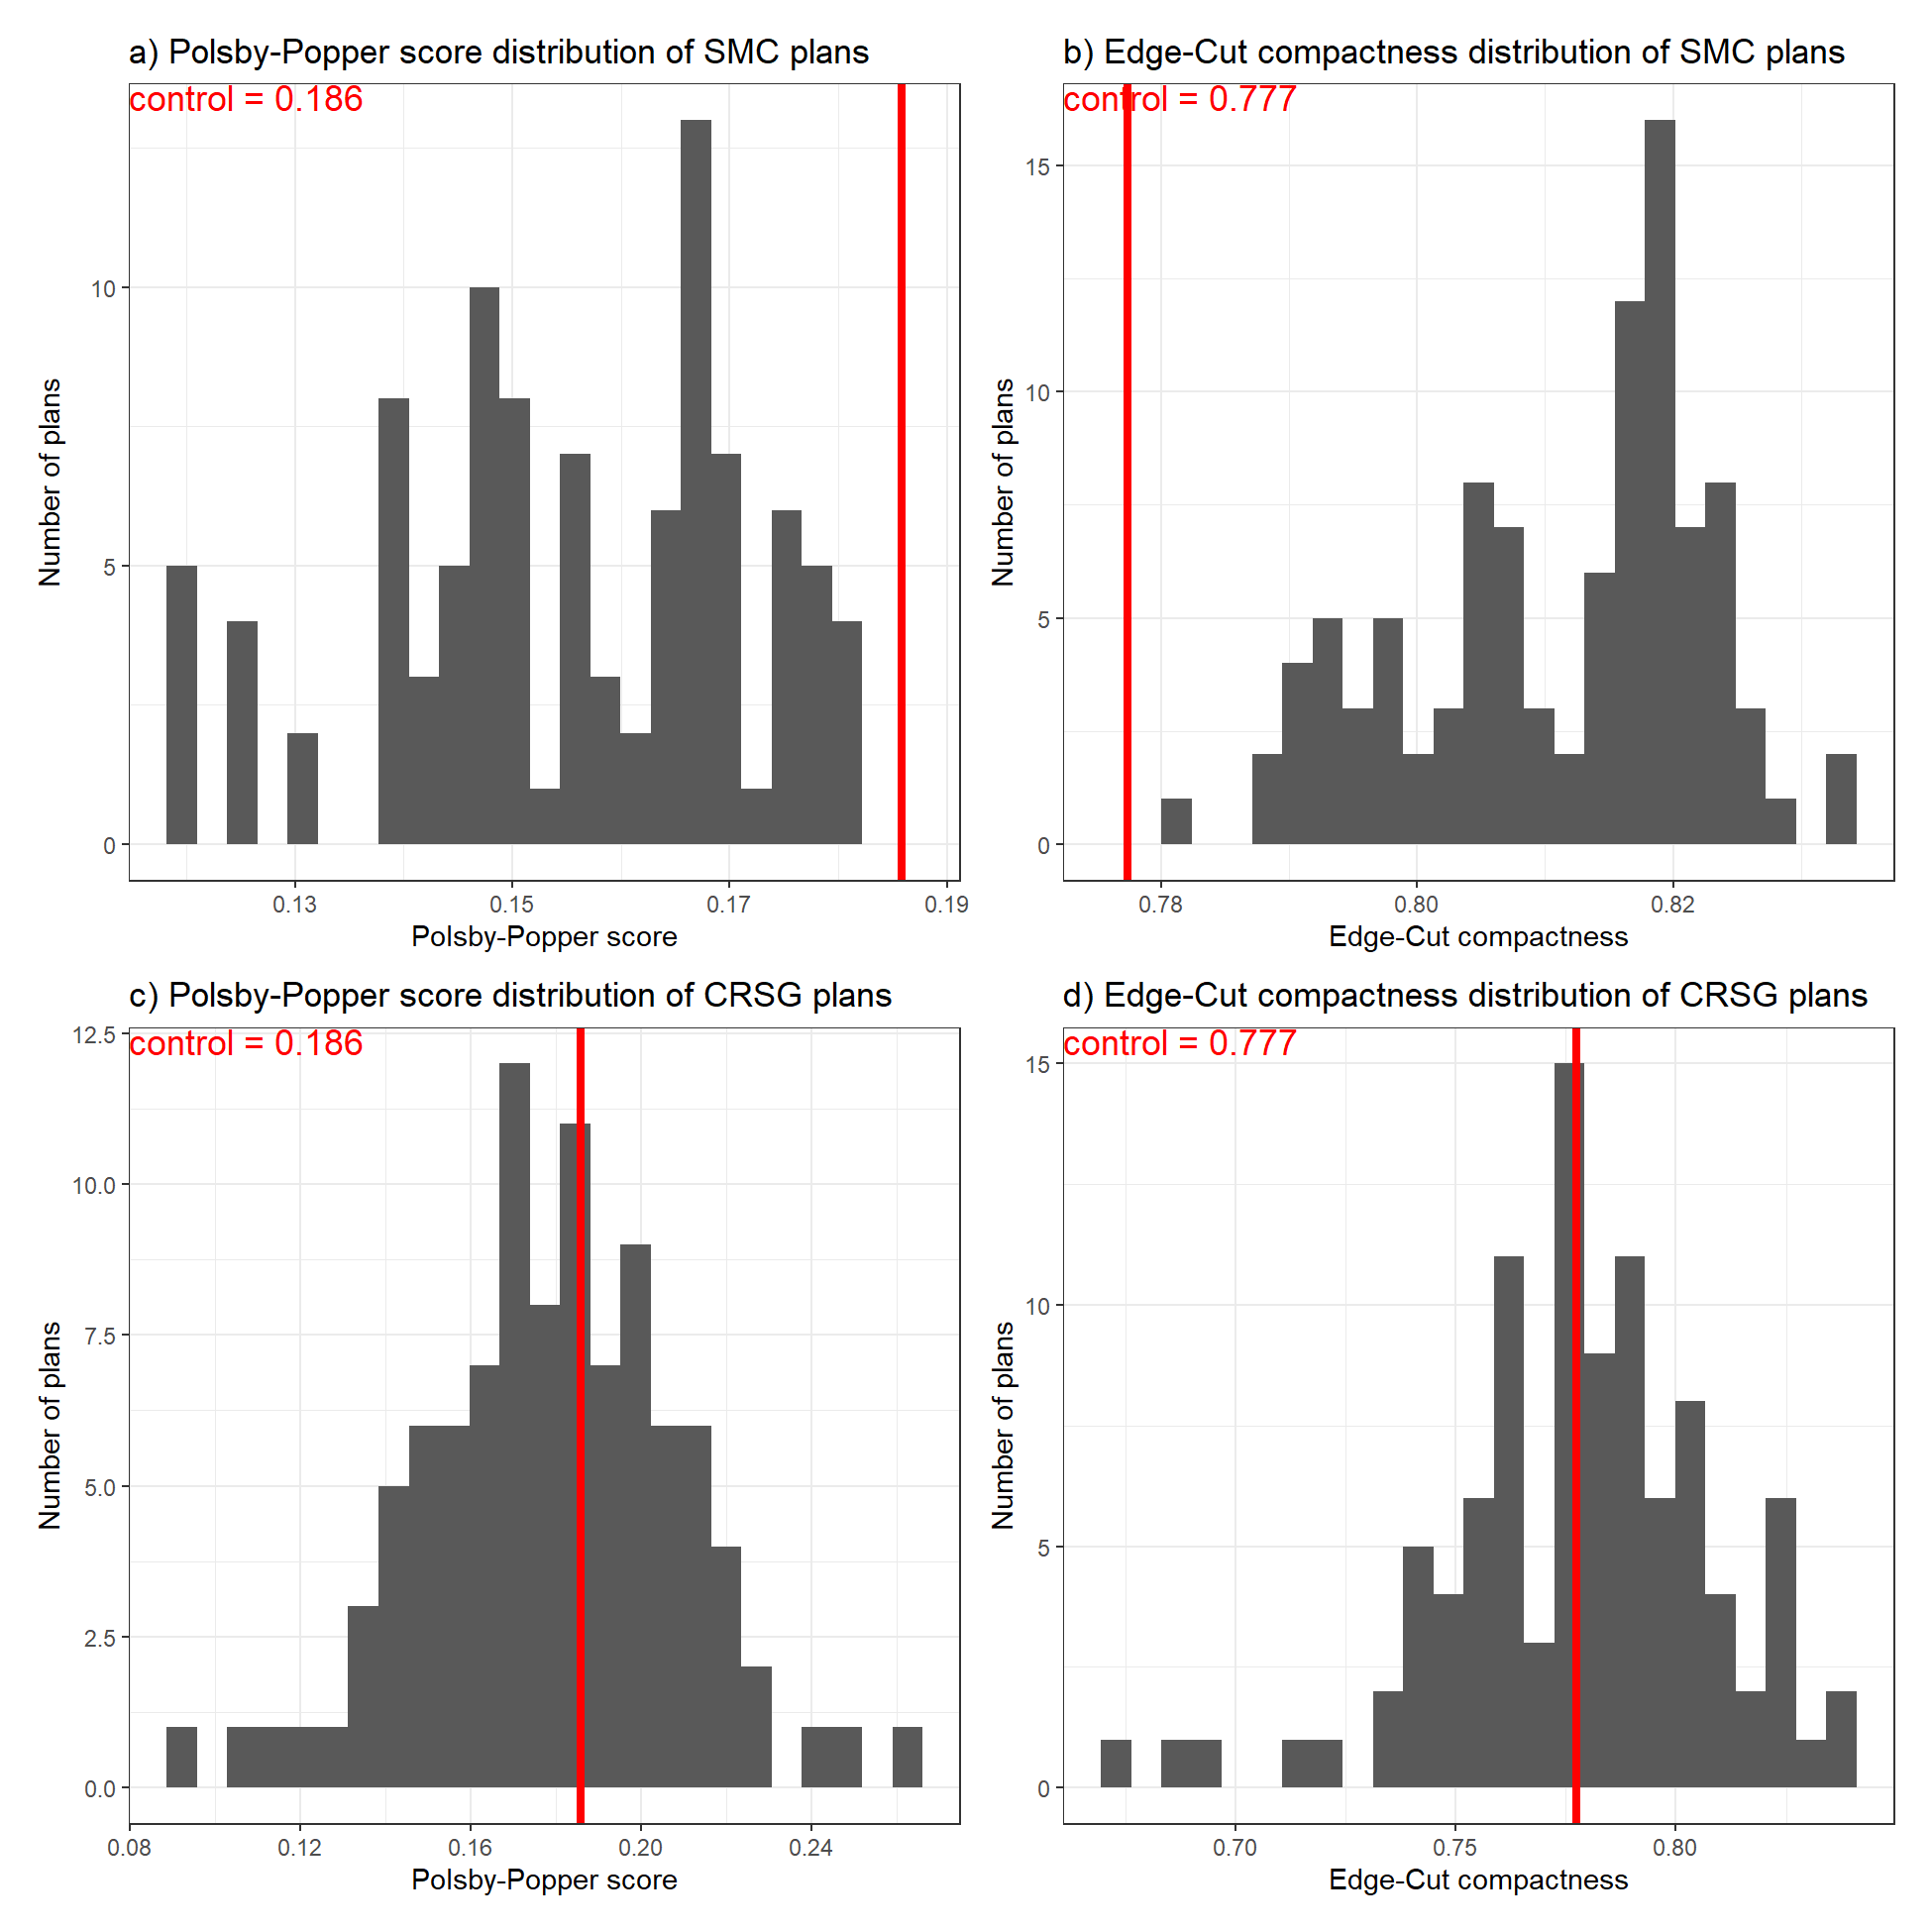 a) Polsby-Popper score distribution of SMC plans
control = 0.186
Number of plans
10
5
0
0.13 0.15 0.17 0.19
Polsby-Popper score
b) Edge-Cut compactness distribution of SMC plans
control = 0.777
Number of plans
15
10
5
0
0.78 0.80 0.82
Edge-Cut compactness
c) Polsby-Popper score distribution of CRSG plans
control = 0.186
Number of plans
12.5
10.0
7.5
5.0
2.5
0.0
0.08 0.12 0.16 0.20 0.24
Polsby-Popper score
d) Edge-Cut compactness distribution of CRSG plans
control = 0.777
Number of plans
15
10
5
0
0.70 0.75 0.80
Edge-Cut compactness